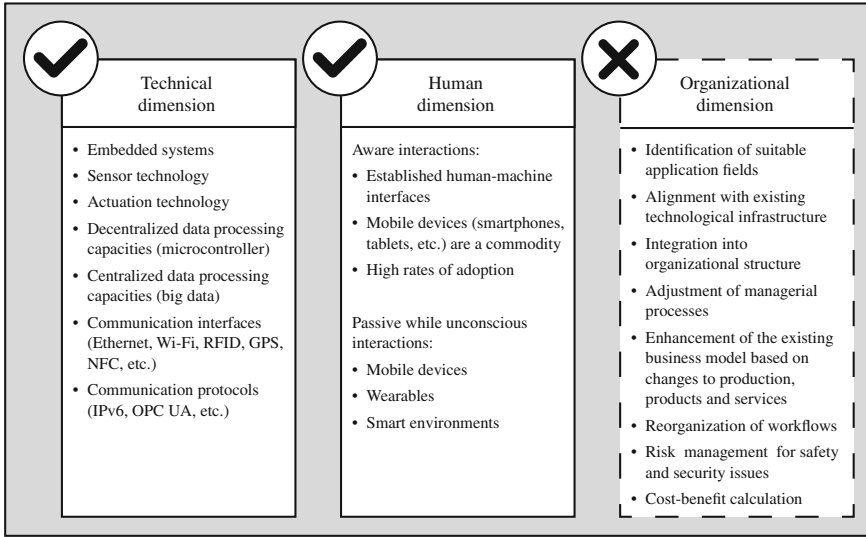 Technical
dimension
• Embedded systems
• Sensor technology
• Actuation technology
• Decentralized data processing
capacities (microcontroller)
• Centralized data processing
capacities (big data)
• Communication interfaces
(Ethernet, Wi-Fi, RFID, GPS,
NFC, etc.)
• Communication protocols
(IPv6, OPC UA, etc.)
Human
dimension
Aware interactions:
• Established human-machine
interfaces
• Mobile devices (smartphones,
tablets, etc.) are a commodity
• High rates of adoption
Passive while unconscious
interactions:
• Mobile devices
• Wearables
• Smart environments
Organizational
dimension
• Identification of suitable
application fields
• Alignment with existing
technological infrastructure
• Integration into
organizational structure
• Adjustment of managerial
processes
• Enhancement of the existing
business model based on
changes to production,
products and services
• Reorganization of workflows
• Risk management for safety
and security issues
• Cost-benefit calculation